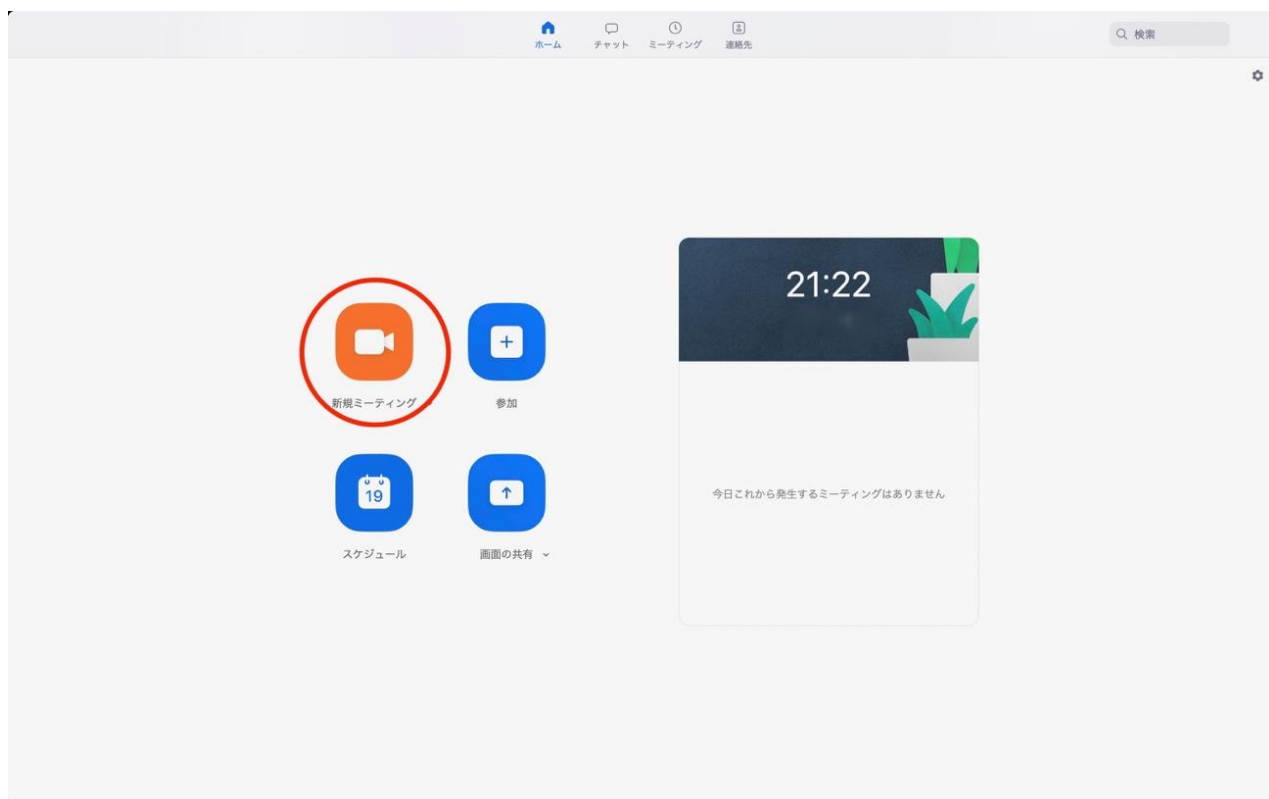 ホーム
チャット
ミーティング
連絡先
検索
21:22
新規ミーティング
参加
19
スケジュール
画面の共有
今日これから発生するミーティングはありません